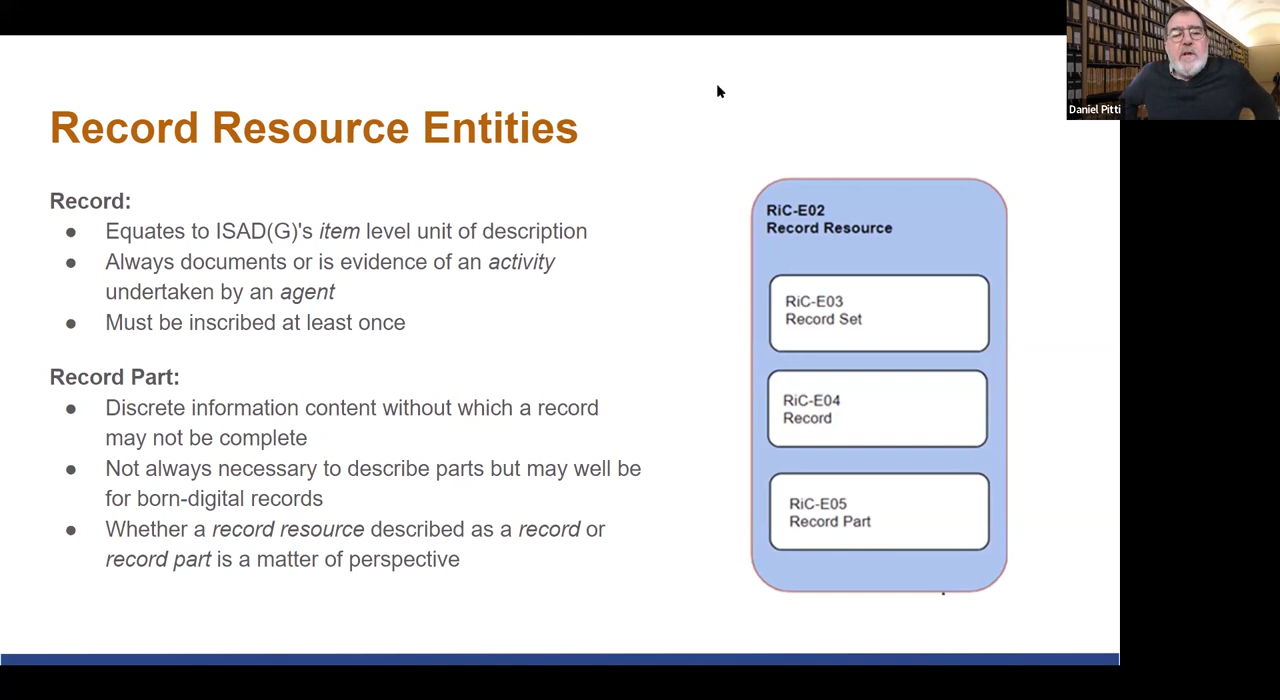 Daniel Pitti
Record Resource Entities
Record:
● Equates to ISAD(G)'s item level unit of description
● Always documents or is evidence of an activity
undertaken by an agent
● Must be inscribed at least once
Record Part:
● Discrete information content without which a record
may not be complete
● Not always necessary to describe parts but may well be
for born-digital records
● Whether a record resource described as a record or
record part is a matter of perspective
RiC-E02
Record Resource
RiC-E03
Record Set
RiC-E04
Record
RiC-E05
Record Part